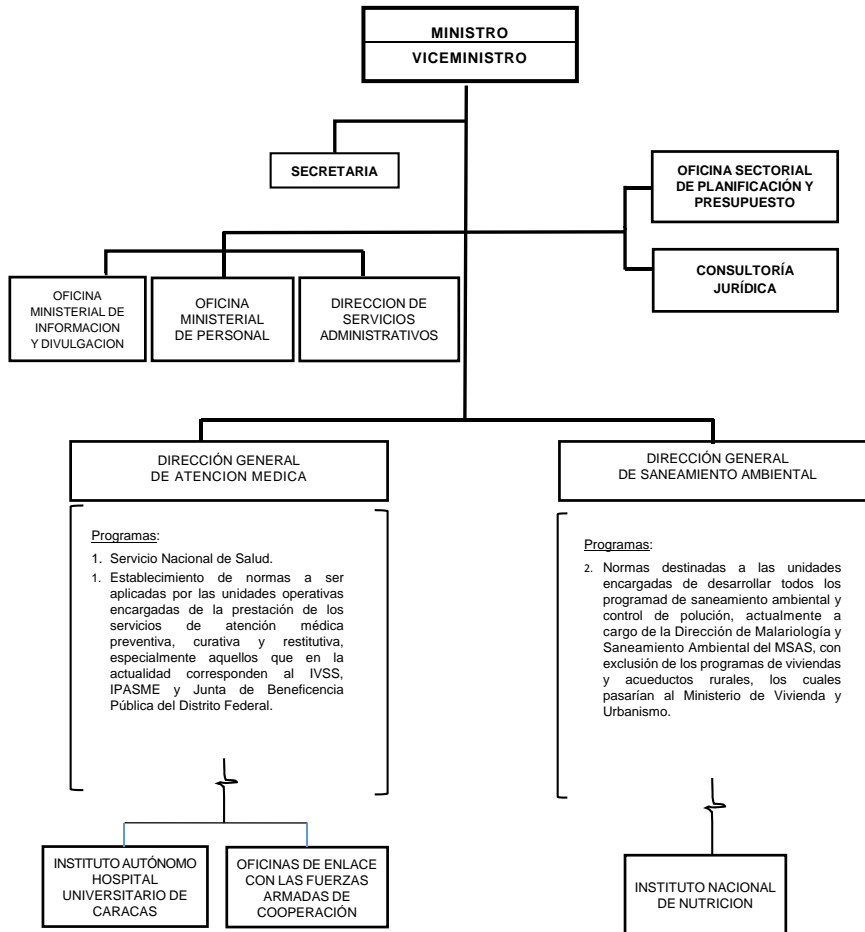 MINISTRO
VICEMINISTRO
SECRETARIA
OFICINA SECTORIAL
DE PLANIFICACIÓN Y
PRESUPUESTO
CONSULTORÍA
JURÍDICA
OFICINA
MINISTERIAL DE
INFORMACION
Y DIVULGACION
OFICINA
MINISTERIAL
DE PERSONAL
DIRECCION DE
SERVICIOS
ADMINISTRATIVOS
DIRECCIÓN GENERAL
DE ATENCION MEDICA
DIRECCIÓN GENERAL
DE SANEAMIENTO AMBIENTAL
Programas:
1. Servicio Nacional de Salud.
1. Establecimiento de normas a ser
aplicadas por las unidades operativas
encargadas de la prestación de los
servicios de atención médica
preventiva, curativa y restitutiva,
especialmente aquellos que en la
actualidad corresponden al IVSS,
IPASME y Junta de Beneficencia
Pública del Distrito Federal.
Programas:
2. Normas destinadas a las unidades
encargadas de desarrollar todos los
programad de saneamiento ambiental y
control de polución, actualmente a
cargo de la Dirección de Malariología y
Saneamiento Ambiental del MSAS, con
exclusión de los programas de viviendas
y acueductos rurales, los cuales
pasarían al Ministerio de Vivienda y
Urbanismo.
INSTITUTO AUTÓNOMO
HOSPITAL
UNIVERSITARIO DE
CARACAS
OFICINAS DE ENLACE
CON LAS FUERZAS
ARMADAS DE
COOPERACIÓN
INSTITUTO NACIONAL
DE NUTRICION